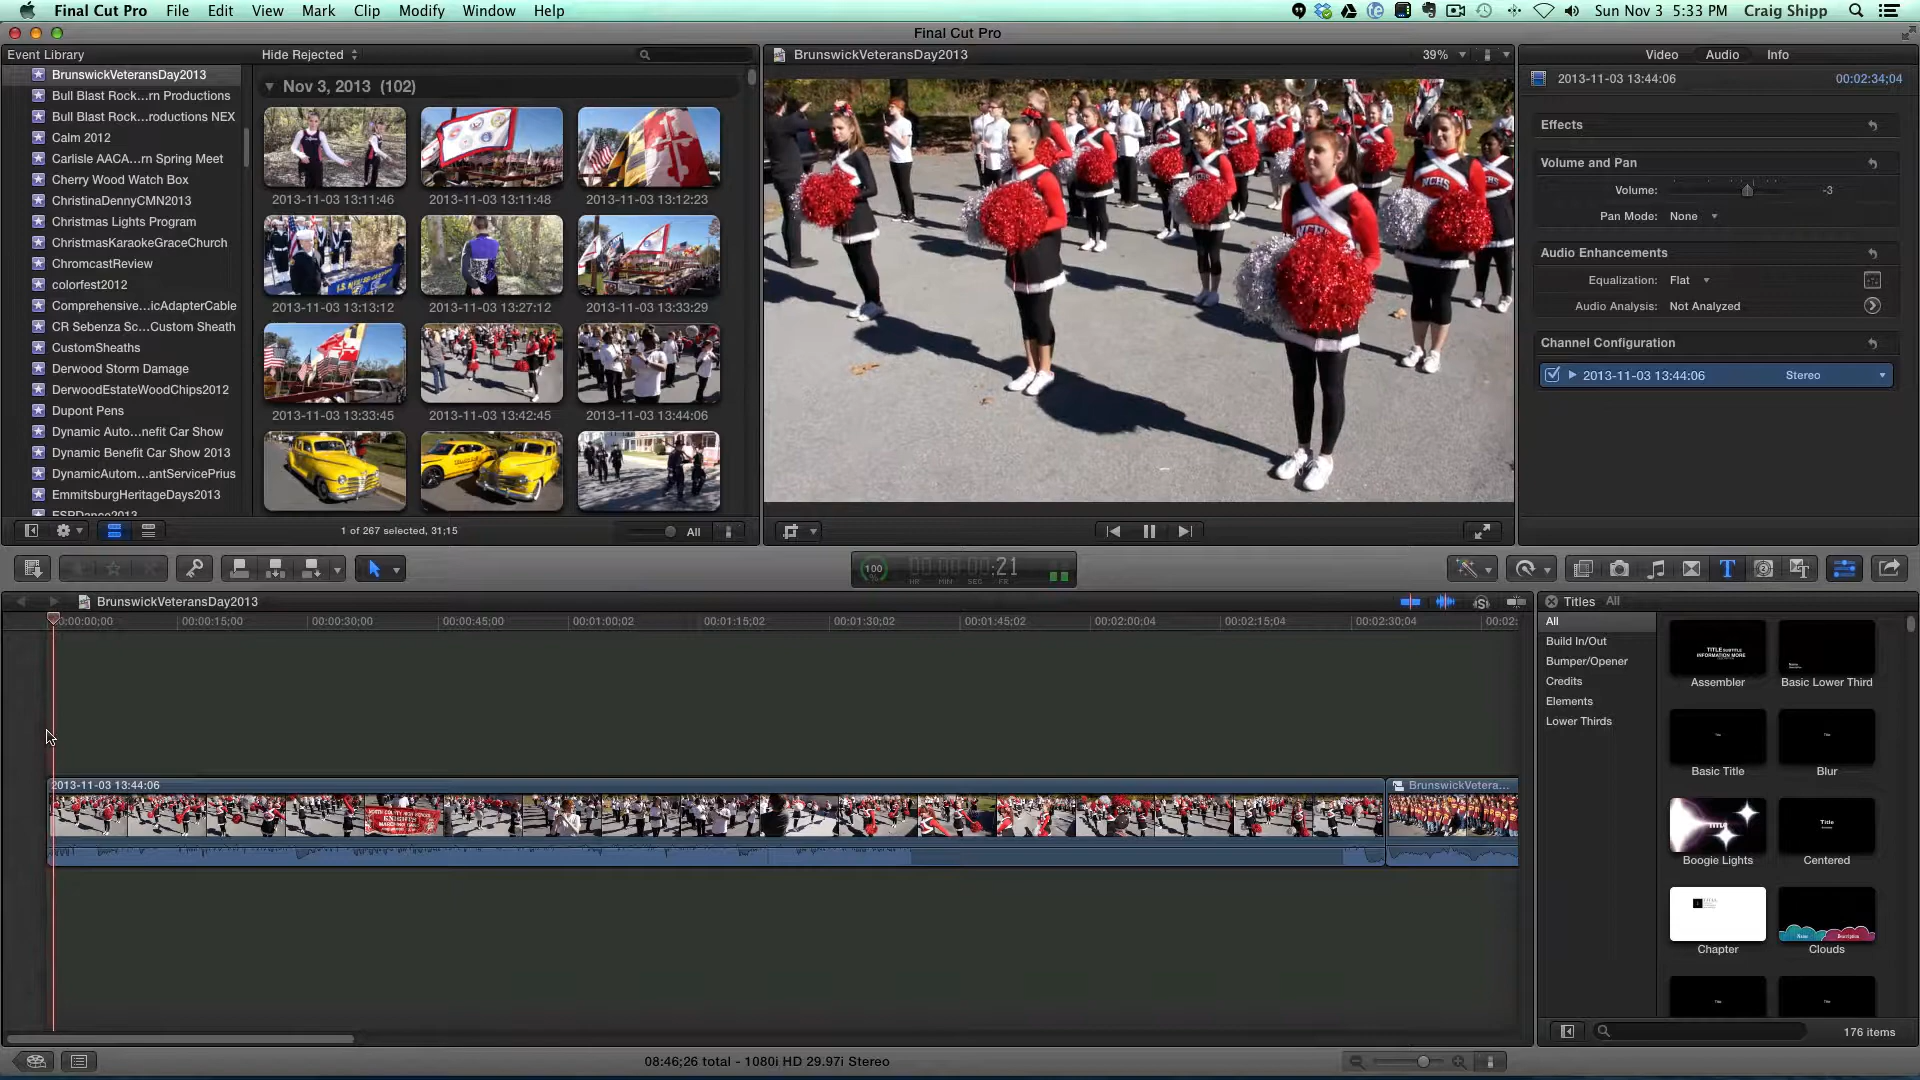 Final Cut Pro File Edit View Mark Clip Modify Window Help
Sun Nov 3 5:33 PM Craig Shipp
Final Cut Pro
Event Library
Hide Rejected
BrunswickVeteransDay2013
39%
Video Audio Info
BrunswickVeteransDay2013
Bull Blast Rock...rn Productions
Bull Blast Rock...roductions NEX
Calm 2012
Carlisle AACA...rn Spring Meet
Cherry Wood Watch Box
ChristinaDennyCMN2013
Christmas Lights Program
ChristmasKaraokeGraceChurch
ChromcastReview
colorfest2012
Comprehensive...icAdapterCable
CR Sebenza Sc...Custom Sheath
CustomSheaths
Derwood Storm Damage
DerwoodEstateWoodChips2012
Dupont Pens
Dynamic Auto...nefit Car Show
Dynamic Benefit Car Show 2013
DynamicAutom...antServicePrius
EmmitsburgHeritageDays2013
ESPDance2013
Nov 3, 2013 (102)
2013-11-03 13:11:46
2013-11-03 13:11:48
2013-11-03 13:12:23
2013-11-03 13:13:12
2013-11-03 13:27:12
2013-11-03 13:33:29
2013-11-03 13:33:45
2013-11-03 13:42:45
2013-11-03 13:44:06
1 of 267 selected, 31;15
All
NCHS
NCHS
2013-11-03 13:44:06
00:02:34;04
Effects
Volume and Pan
Volume: -3
Pan Mode: None
Audio Enhancements
Equalization: Flat
Audio Analysis: Not Analyzed
Channel Configuration
2013-11-03 13:44:06 Stereo
100 %
21
HR MIN SEC FR
BrunswickVeteransDay2013
00:00:15;00
00:00:30;00
00:00:45;00
00:01:00;02
00:01:15;02
00:01:30;02
00:01:45;02
00:02:00;04
00:02:15;04
00:02:30;04
2013-11-03 13:44:06
BrunswickVetera...
08:46;26 total - 1080i HD 29.97i Stereo
Titles All
All
Build In/Out
Bumper/Opener
Credits
Elements
Lower Thirds
Assembler
Basic Lower Third
Basic Title
Blur
Boogie Lights
Centered
Chapter
Clouds
176 items